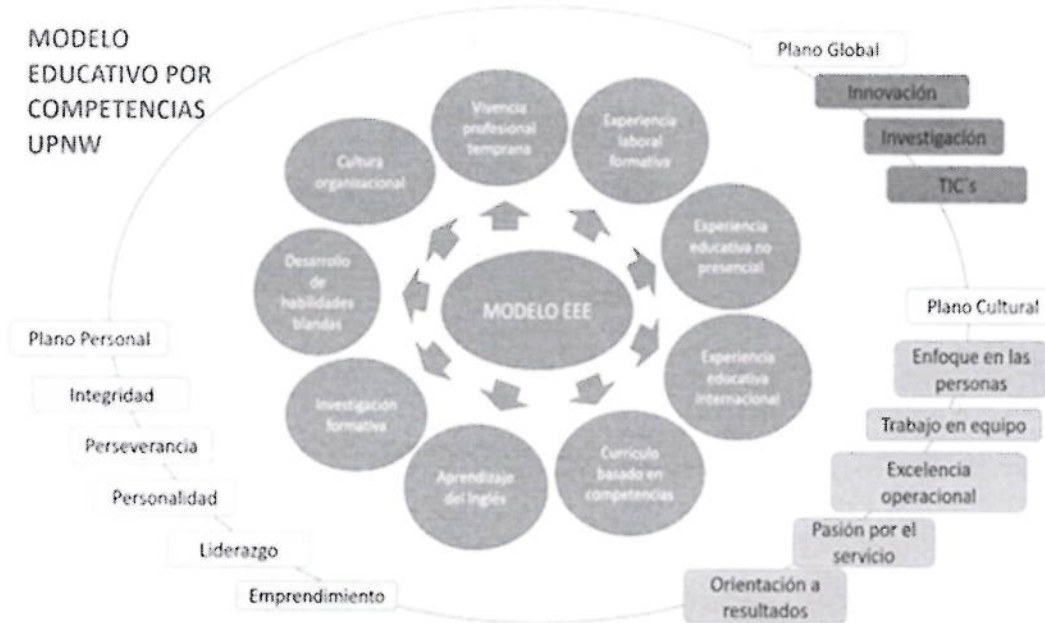 MODELO
EDUCATIVO POR
COMPETENCIAS
UPNW
Plano Global
Innovación
Investigación
TIC´s
Vivencia
profesional
temprana
Experiencia
laboral
formativa
Cultura
organizacional
Experiencia
educativa no
presencial
Desarrollo
de
habilidades
blandas
MODELO EEE
Plano Cultural
Enfoque en las
personas
Trabajo en equipo
Excelencia
operacional
Pasión por el
servicio
Orientación a
resultados
Plano Personal
Integridad
Perseverancia
Personalidad
Liderazgo
Emprendimiento
Experiencia
educativa
internacional
Investigación
formativa
Aprendizaje
del Inglés
Currículo
basado en
competencias